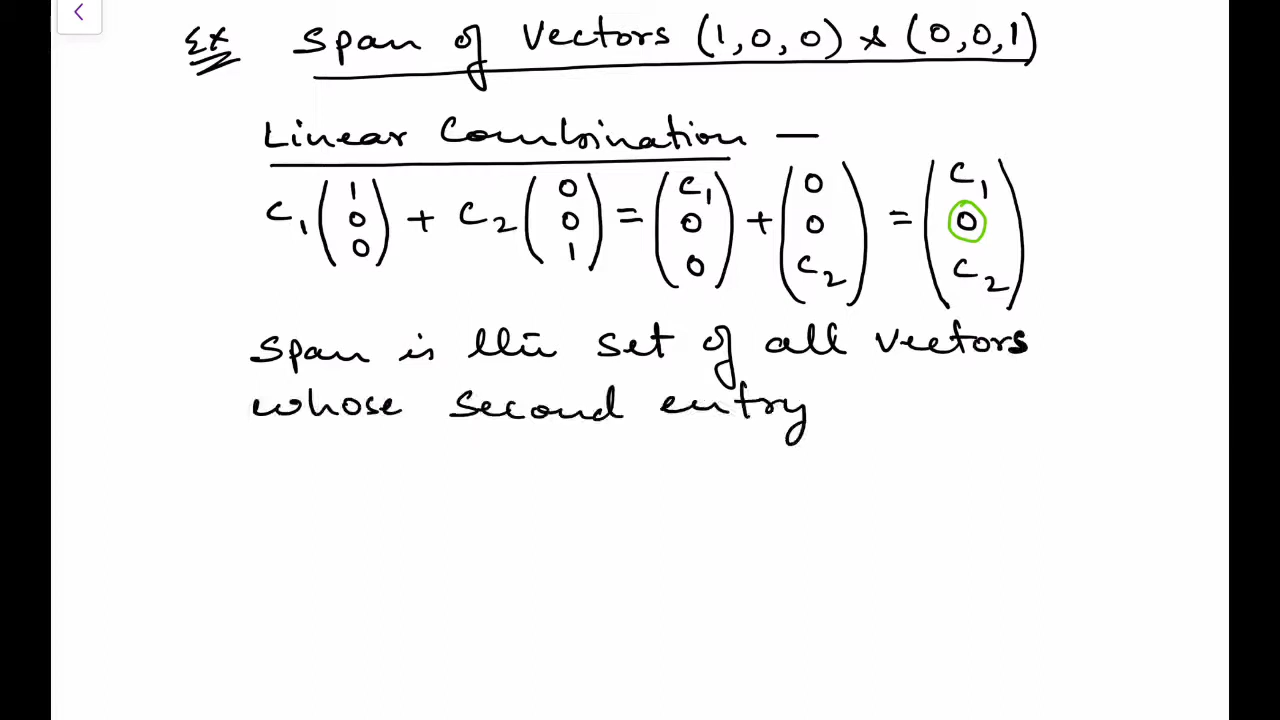 Ex Span of Vectors (1,0,0) & (0,0,1)
Linear Combination —
c₁ (1 0 0) + c₂ (0 0 1) = (c₁ 0 0) + (0 0 c₂) = (c₁ 0 c₂)
Span is the set of all vectors
whose second entry